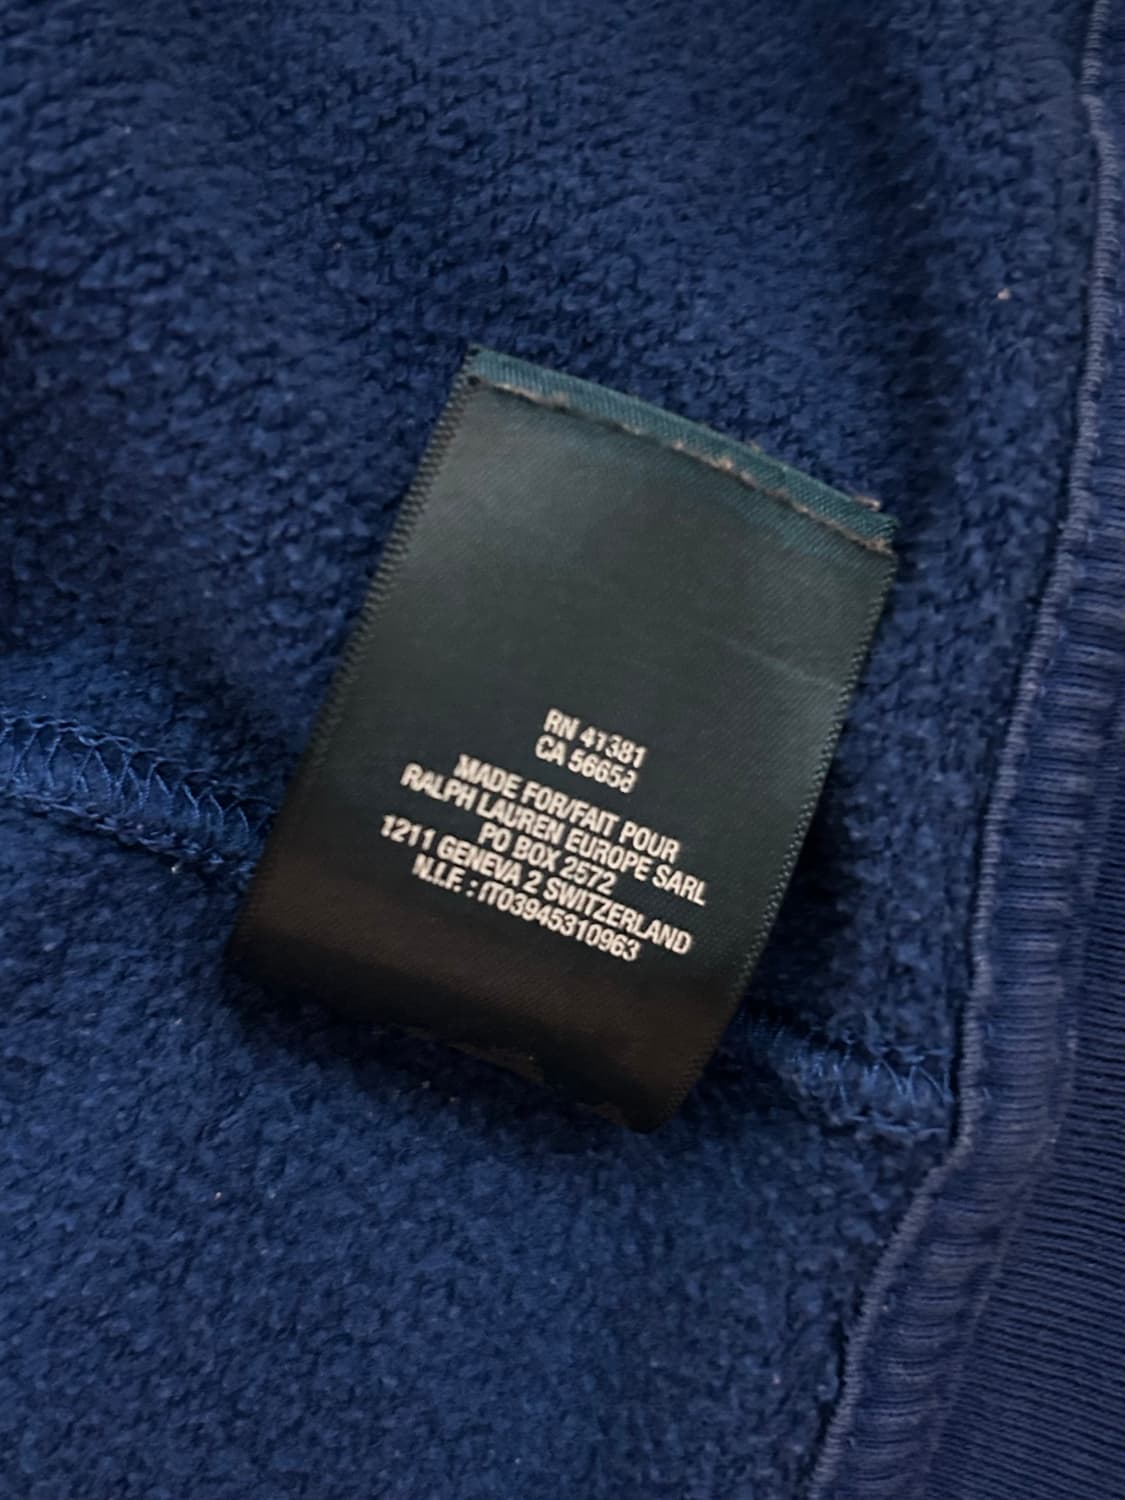 RN 41381
CA 56658
MADE FOR/FAIT POUR
RALPH LAUREN EUROPE SARL
PO BOX 2572
1211 GENEVA 2 SWITZERLAND
N.I.F. : IT03945310963